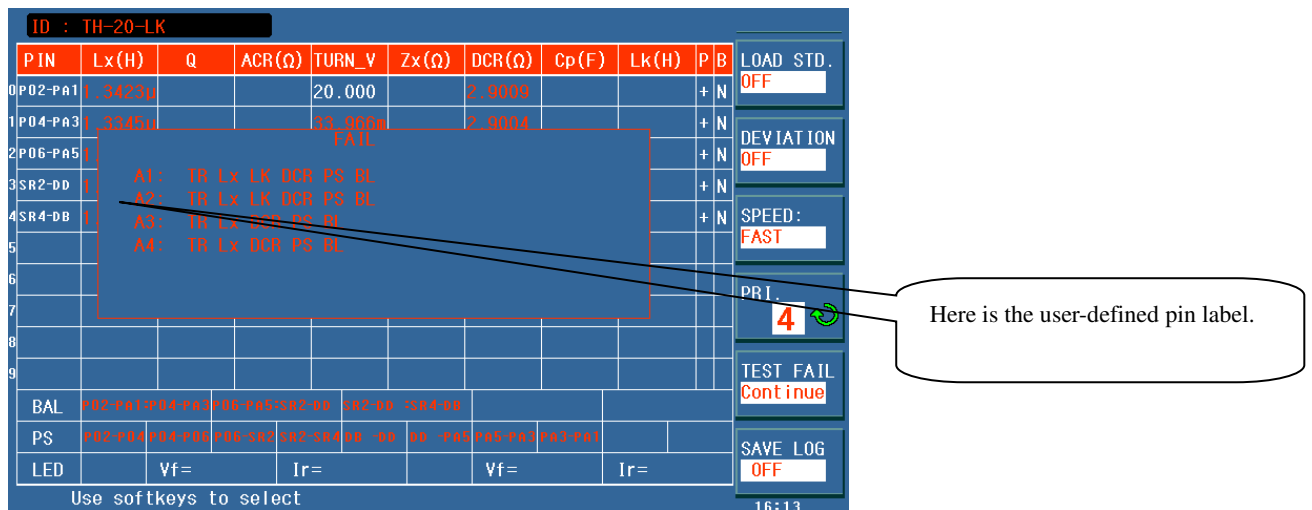 ID : TH-20-LK
PIN Lx(H) Q ACR(Ω) TURN_V Zx(Ω) DCR(Ω) Cp(F) Lk(H) P B
0 P02-PA1 1.3423µ 20.000 2.9009 + N
1 P04-PA3 1.3345µ 33.966m 2.9004 + N
2 P06-PA5 1 + N
3 SR2-DD 1 + N
4 SR4-DB 1 + N
5
6
7
8
9
FAIL
A1: TR Lx LK DCR PS BL
A2: TR Lx LK DCR PS BL
A3: TR Lx DCR PS BL
A4: TR Lx DCR PS BL
BAL P02-PA1:P04-PA3 P06-PA5:SR2-DD SR2-DD :SR4-DB
PS P02-P04 P04-P06 P06-SR2 SR2-SR4 DB -DD DD -PA5 PA5-PA3 PA3-PA1
LED Vf= Ir= Vf= Ir=
Use softkeys to select
LOAD STD.
OFF
DEVIATION
OFF
SPEED:
FAST
PRI.
4
TEST FAIL
Continue
SAVE LOG
OFF
16:13
Here is the user-defined pin label.